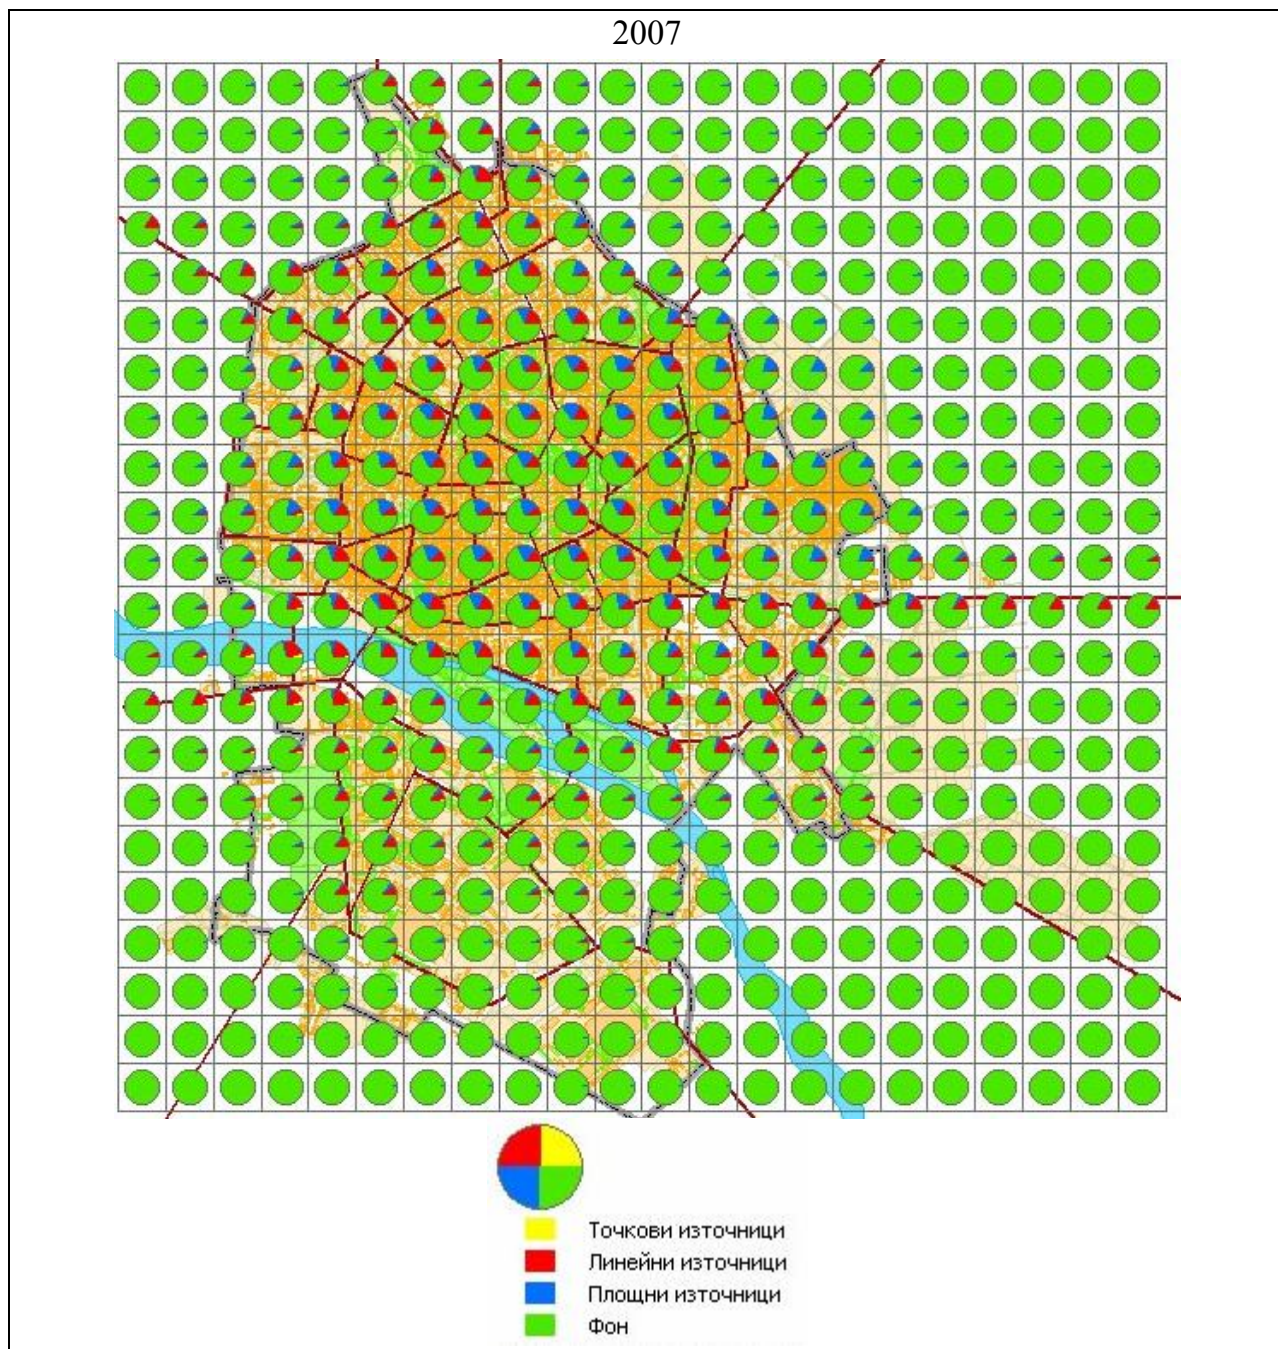 2007
Точкови източници
Линейни източници
Площни източници
Фон